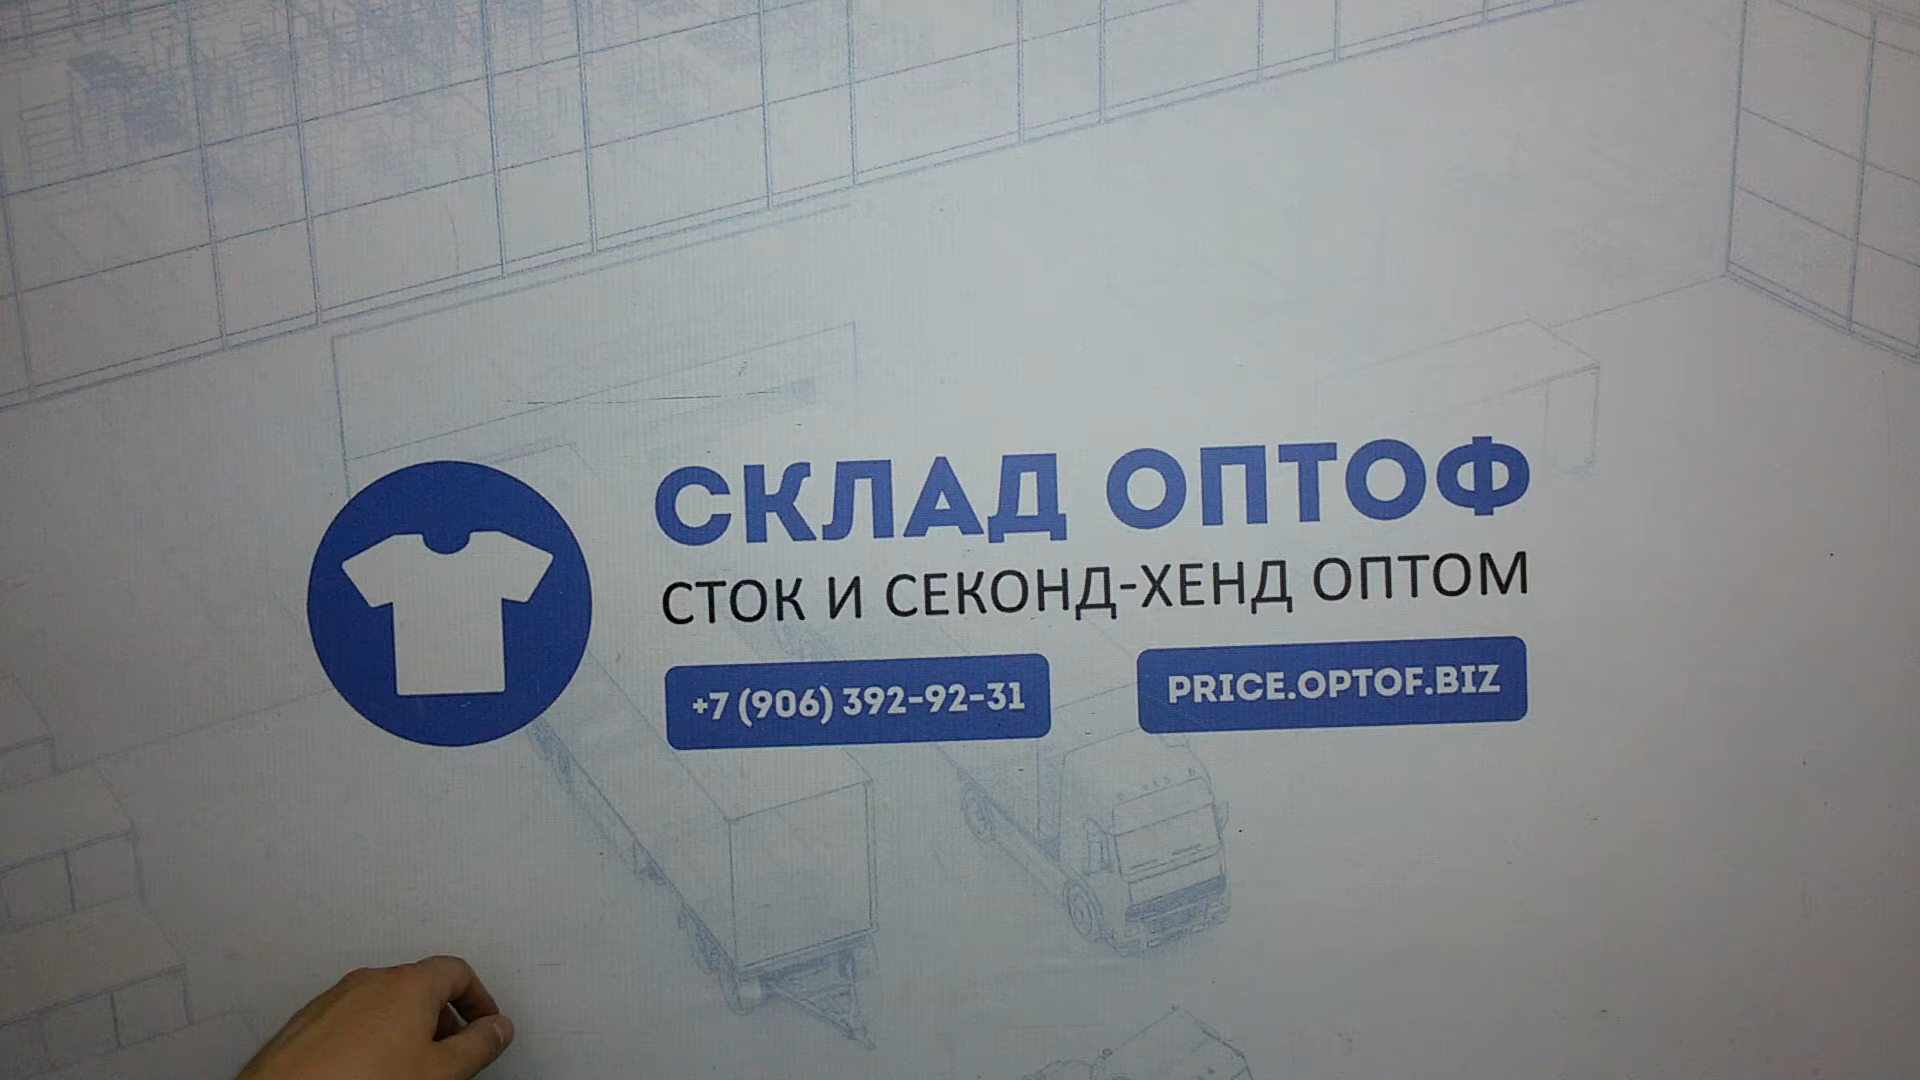 СКЛАД ОПТОФ
СТОК И СЕКОНД-ХЕНД ОПТОМ
+7 (906) 392-92-31
PRICE.OPTOF.BIZ